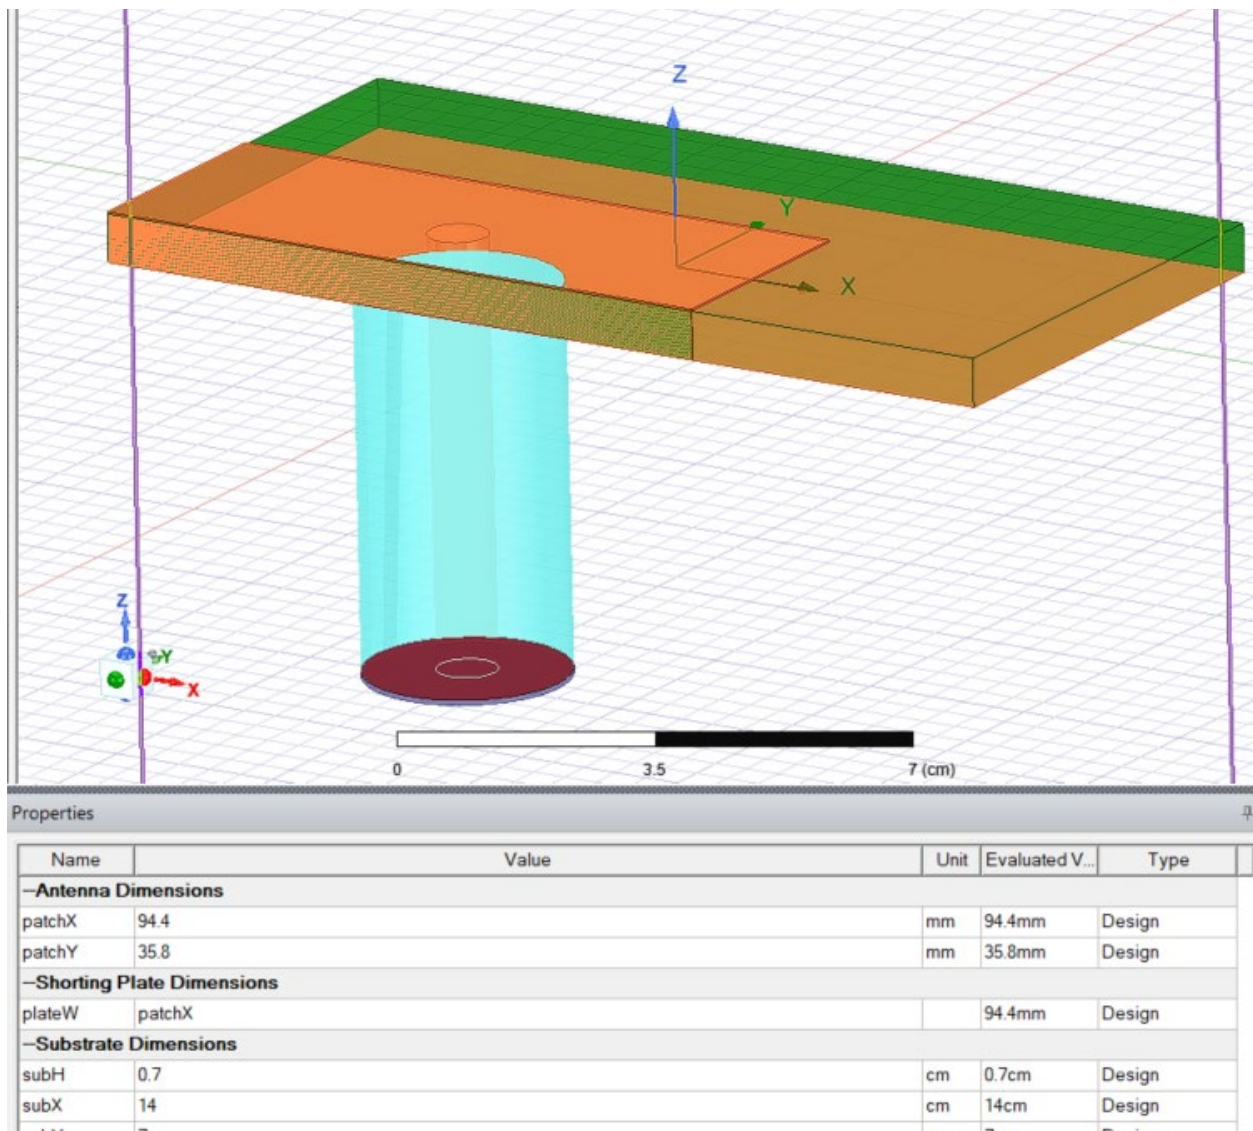 Z
Y
X
Z
Y
X
0 3.5 7 (cm)
Properties
Name Value Unit Evaluated V... Type
−Antenna Dimensions
patchX 94.4 mm 94.4mm Design
patchY 35.8 mm 35.8mm Design
−Shorting Plate Dimensions
plateW patchX 94.4mm Design
−Substrate Dimensions
subH 0.7 cm 0.7cm Design
subX 14 cm 14cm Design